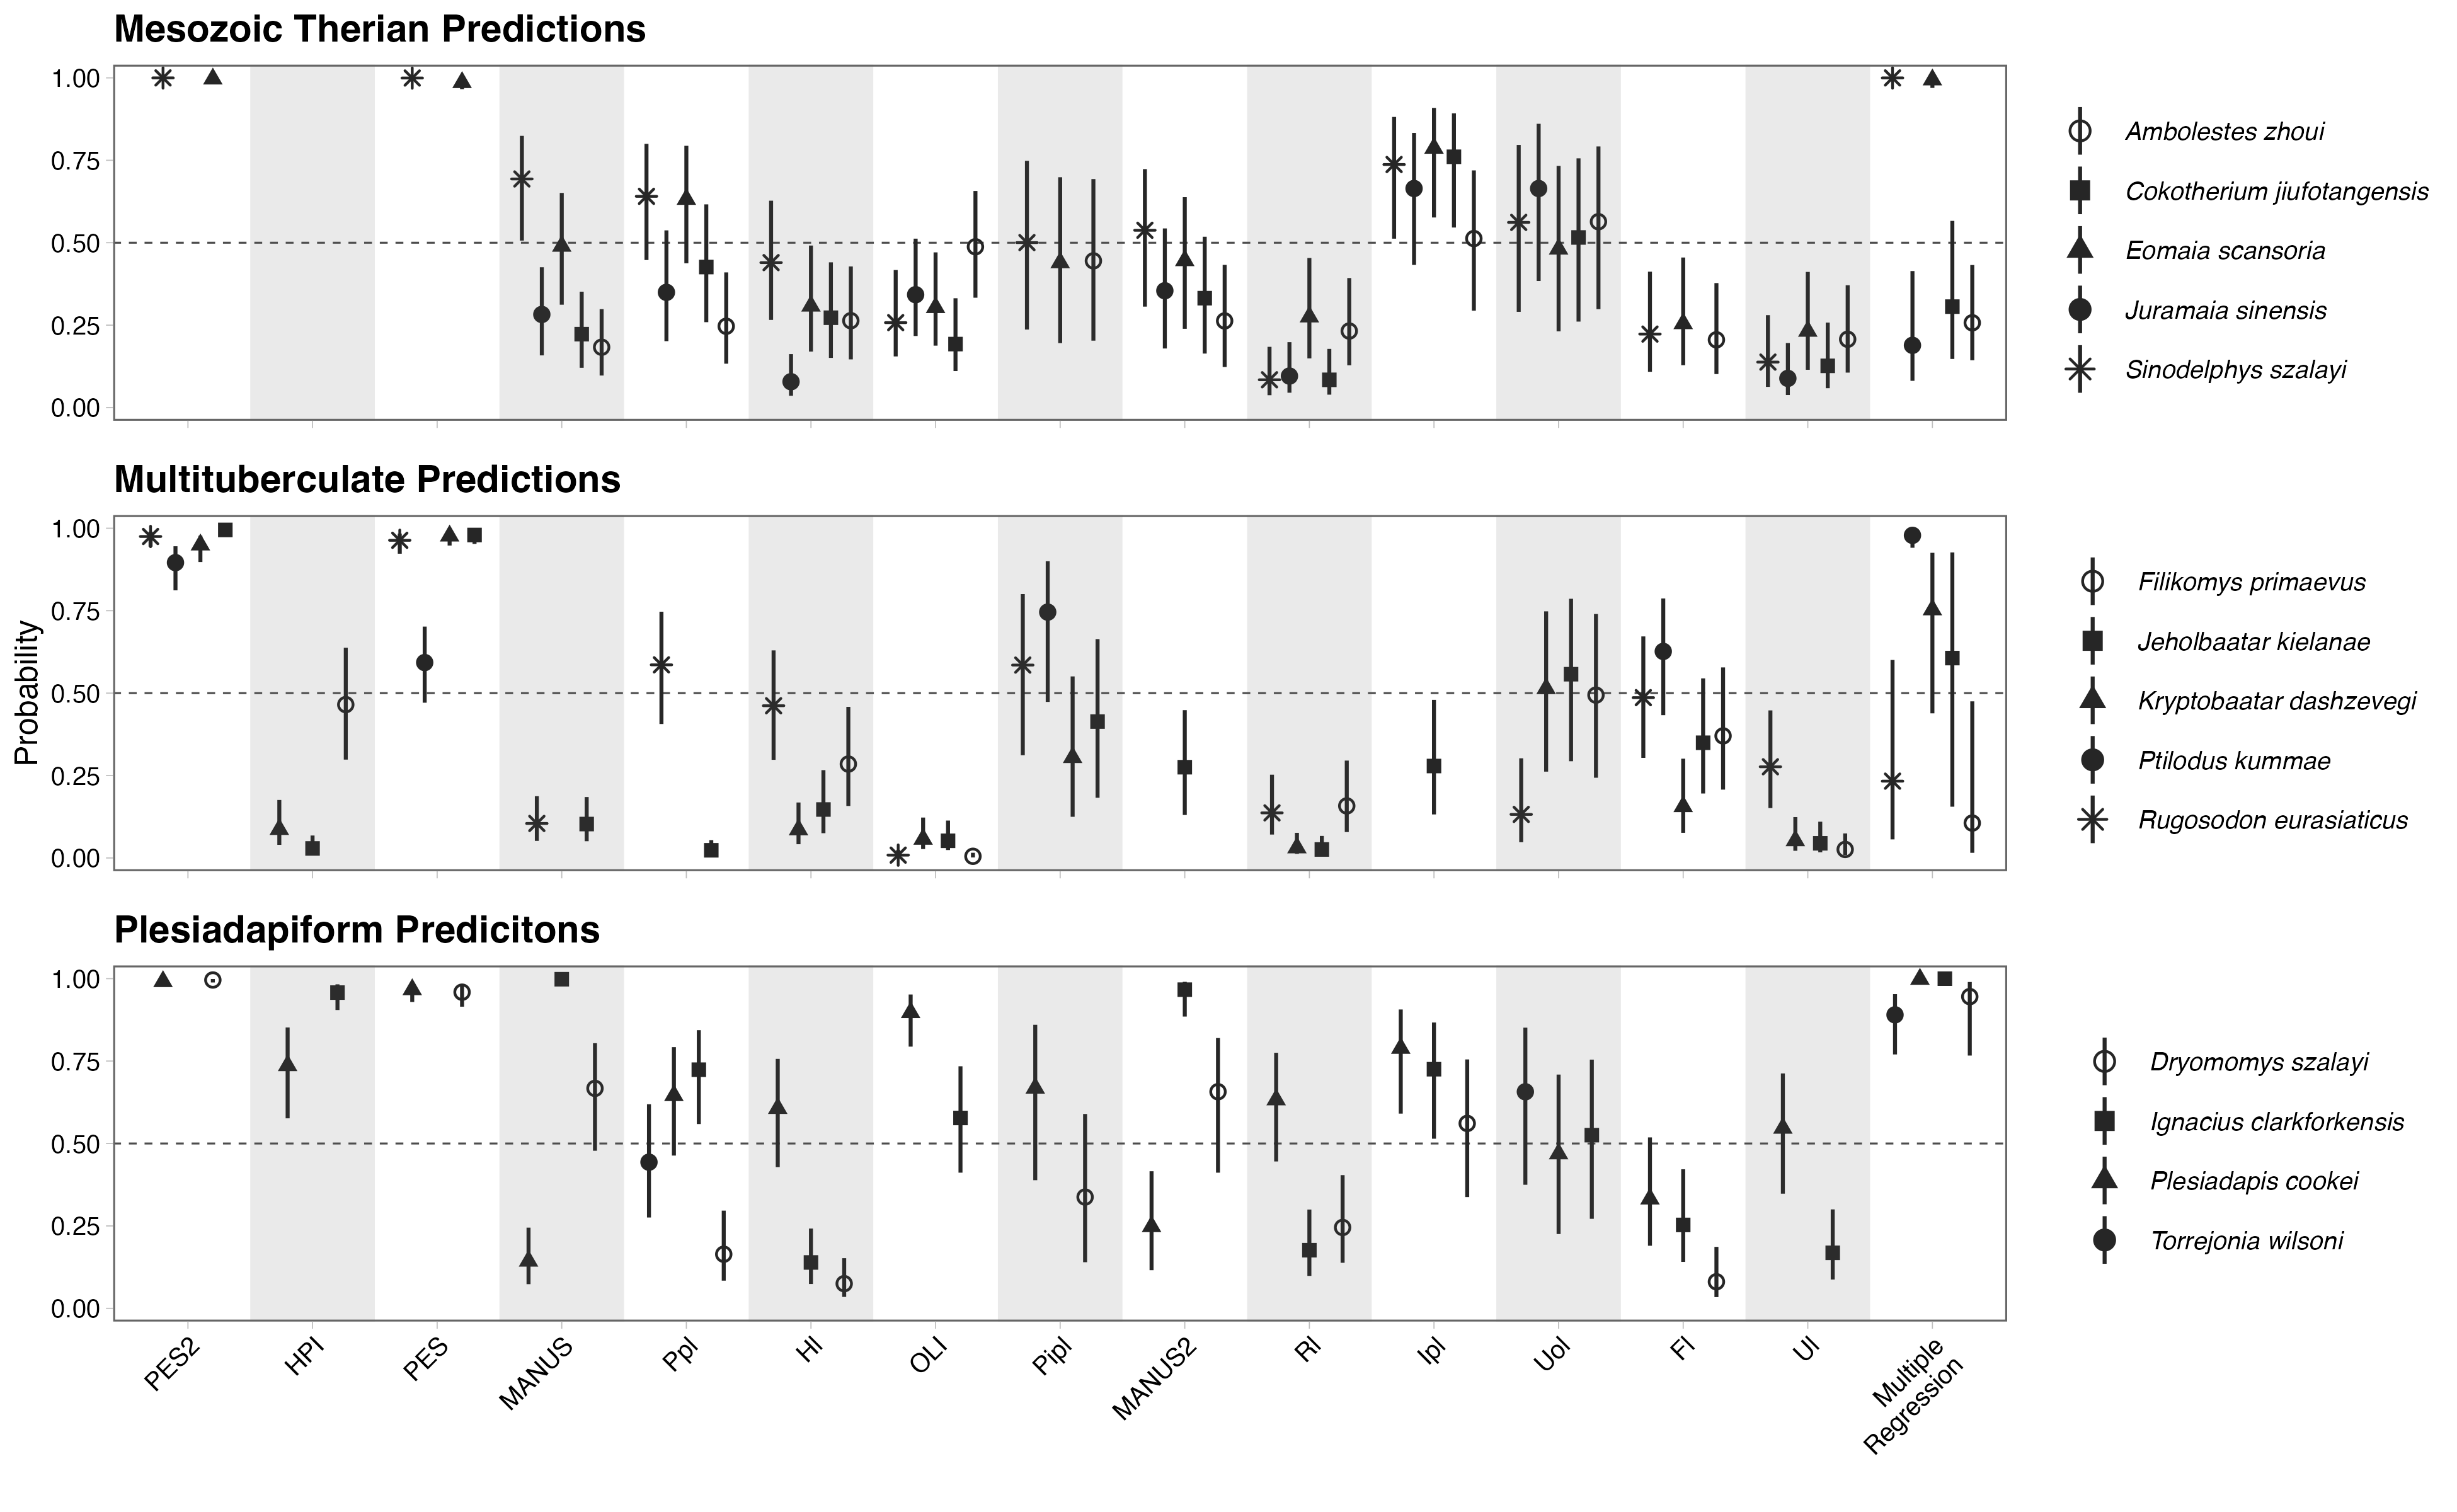 Mesozoic Therian Predictions
1.00
0.75
0.50
0.25
0.00
Ambolestes zhoui
Cokotherium jiufotangensis
Eomaia scansoria
Juramaia sinensis
Sinodelphys szalayi
Multituberculate Predictions
Probability
1.00
0.75
0.50
0.25
0.00
Filikomys primaevus
Jeholbaatar kielanae
Kryptobaatar dashzevegi
Ptilodus kummae
Rugosodon eurasiaticus
Plesiadapiform Predicitons
1.00
0.75
0.50
0.25
0.00
Dryomomys szalayi
Ignacius clarkforkensis
Plesiadapis cookei
Torrejonia wilsoni
PES2
HPI
PES
MANUS
PpI
HI
OLI
PipI
MANUS2
RI
IpI
UoI
FI
UI
Multiple
Regression